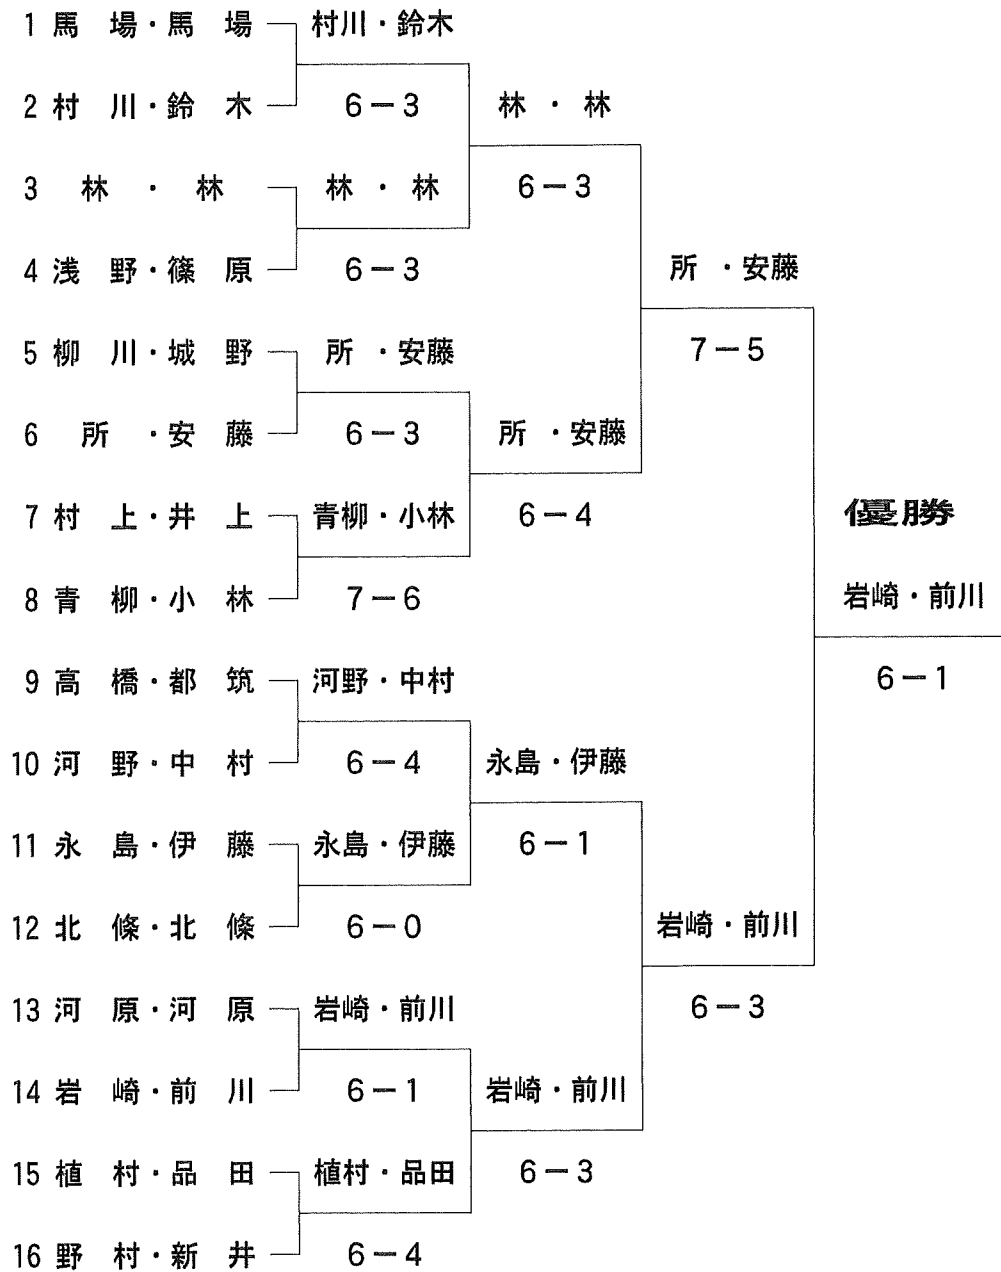 1 馬 場・馬 場 村川・鈴木
2 村 川・鈴 木 6－3 林 ・ 林
3 林 ・ 林 林 ・ 林 6－3
4 浅 野・篠 原 6－3 所 ・安藤
5 柳 川・城 野 所 ・安藤 7－5
6 所 ・安 藤 6－3 所 ・安藤
7 村 上・井 上 青柳・小林 6－4 優勝
8 青 柳・小 林 7－6 岩崎・前川
9 高 橋・都 筑 河野・中村 6－1
10 河 野・中 村 6－4 永島・伊藤
11 永 島・伊 藤 永島・伊藤 6－1
12 北 條・北 條 6－0 岩崎・前川
13 河 原・河 原 岩崎・前川 6－3
14 岩 崎・前 川 6－1 岩崎・前川
15 植 村・品 田 植村・品田 6－3
16 野 村・新 井 6－4